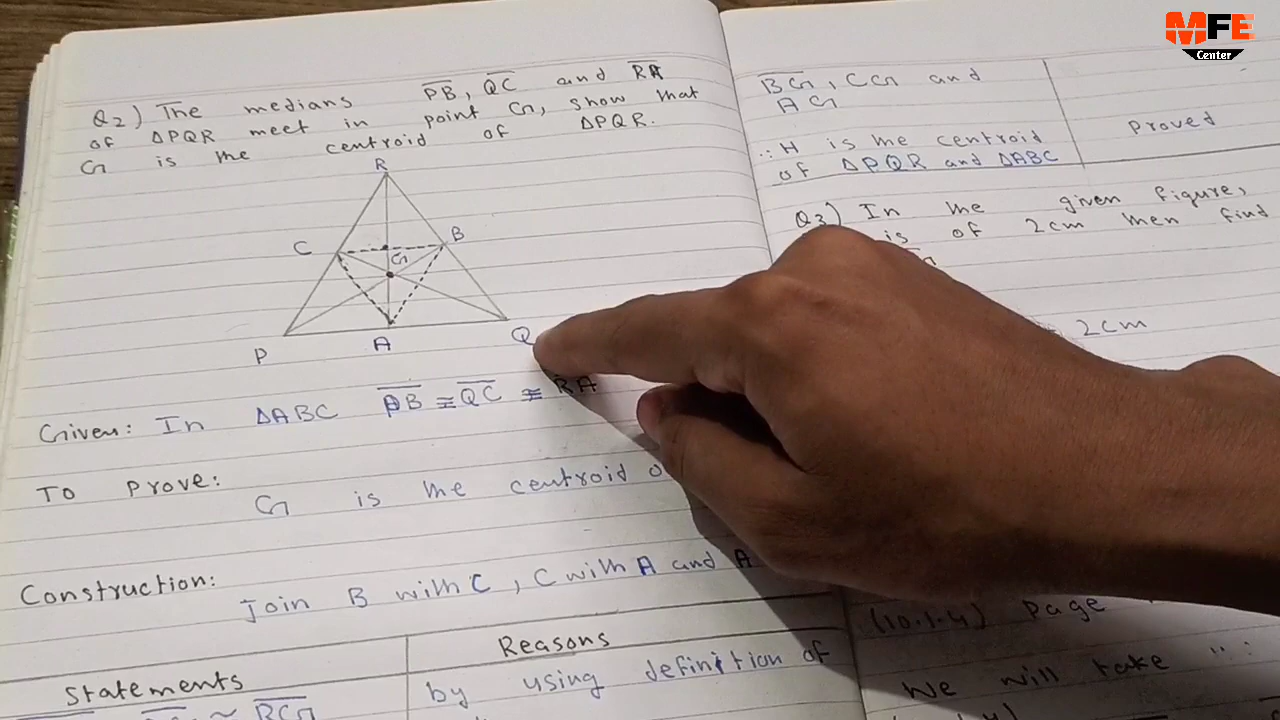 MFE
Center
Q2) The medians PB, QC and RA
of ΔPQR meet in point G, show that
G is the centroid of ΔPQR.
R
C
B
G
P
A
Q
Given: In ΔABC PB ≅ QC ≅ RA
To Prove:
G is the centroid
Construction:
Join B with C, C with A and A
Statements
Reasons
by using definition of
BG, CG and
AG
∴ H is the centroid
of ΔPQR and ΔABC
Proved
Q3) In the given figure,
is of 2cm then find
2cm
(10.1.4) Page
We will take